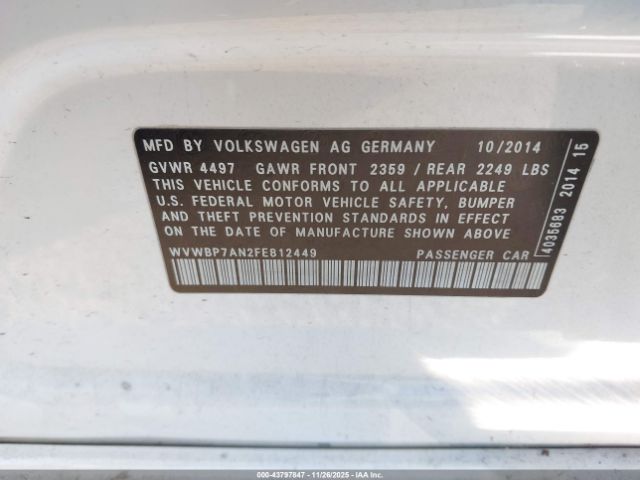 MFD BY VOLKSWAGEN AG GERMANY 10/2014
GVWR 4497 GAWR FRONT 2359 / REAR 2249 LBS
THIS VEHICLE CONFORMS TO ALL APPLICABLE
U.S. FEDERAL MOTOR VEHICLE SAFETY, BUMPER
AND THEFT PREVENTION STANDARDS IN EFFECT
ON THE DATE OF MANUFACTURE SHOWN ABOVE
WVWBP7AN2FE812449 PASSENGER CAR
4035683 2014 15
000-43797847 - 11/26/2025 - IAAI.COM